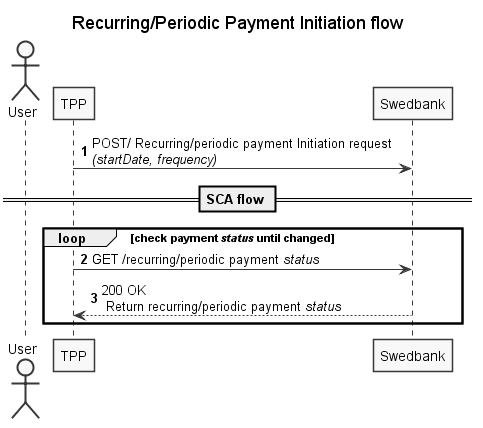 Recurring/Periodic Payment Initiation flow
User
TPP
Swedbank
1 POST/ Recurring/periodic payment Initiation request
(startDate, frequency)
SCA flow
loop [check payment status until changed]
2 GET /recurring/periodic payment status
3 200 OK
Return recurring/periodic payment status
User
TPP
Swedbank